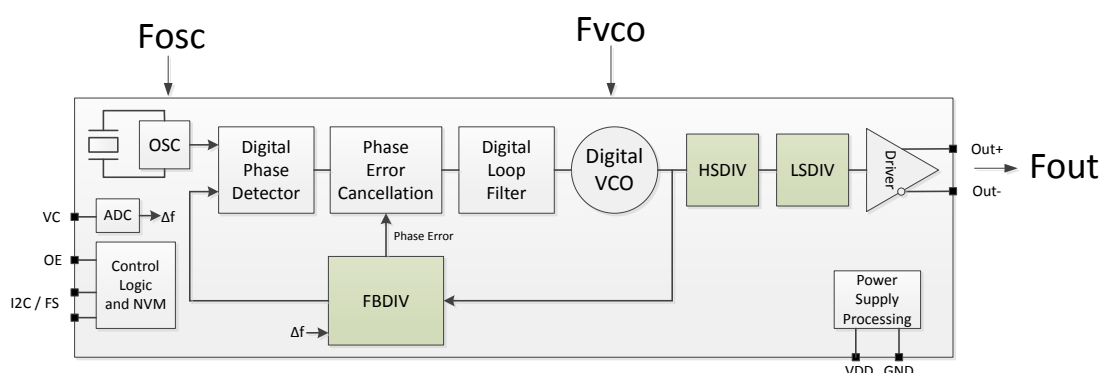 Fosc
Fvco
OSC
Digital
Phase
Detector
Phase
Error
Cancellation
Digital
Loop
Filter
Digital
VCO
HSDIV
LSDIV
Driver
Out+
Out-
Fout
VC
ADC
Δf
Phase Error
OE
I2C / FS
Control
Logic
and NVM
FBDIV
Δf
Power
Supply
Processing
VDD GND